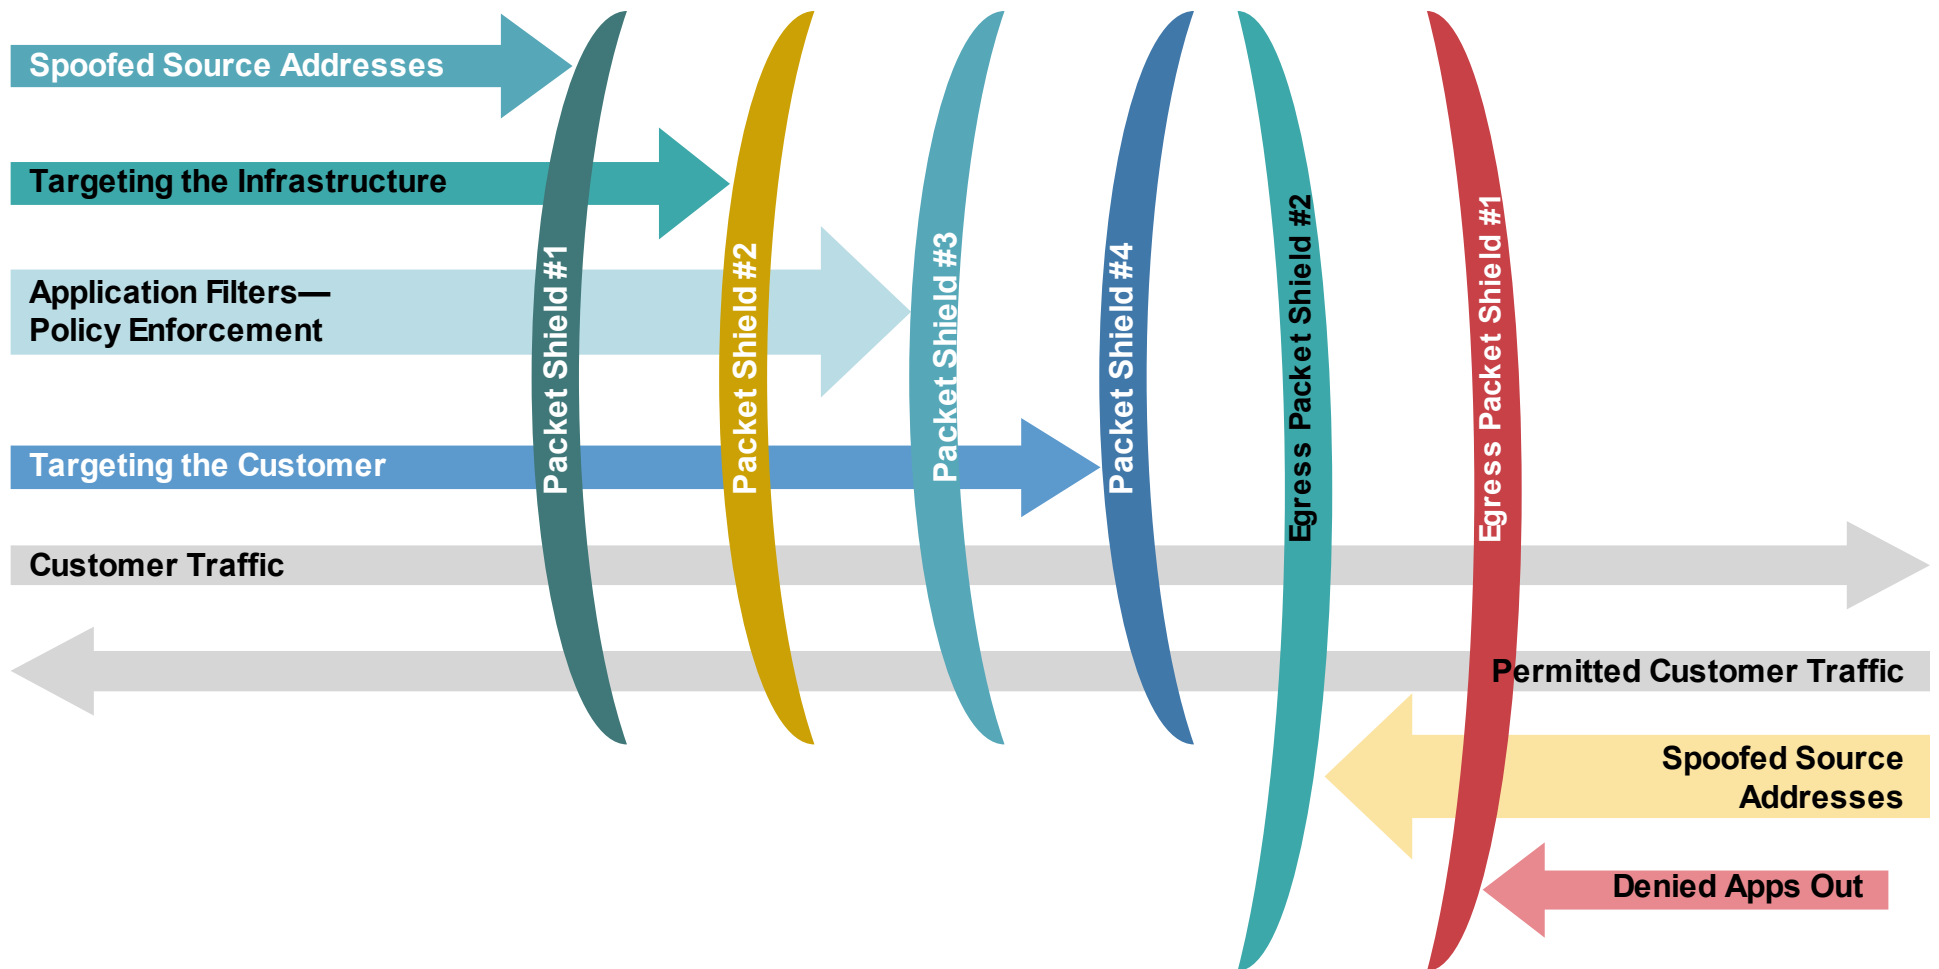 Spoofed Source Addresses
Targeting the Infrastructure
Application Filters—
Policy Enforcement
Targeting the Customer
Customer Traffic
Packet Shield #1
Packet Shield #2
Packet Shield #3
Packet Shield #4
Egress Packet Shield #2
Egress Packet Shield #1
Permitted Customer Traffic
Spoofed Source
Addresses
Denied Apps Out